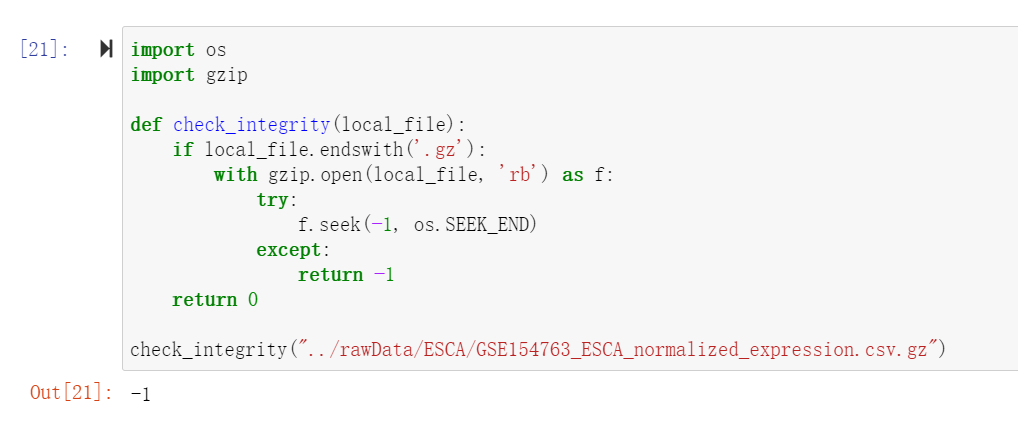 [21]:
import os
import gzip

def check_integrity(local_file):
    if local_file.endswith('.gz'):
        with gzip.open(local_file, 'rb') as f:
            try:
                f.seek(-1, os.SEEK_END)
            except:
                return -1
    return 0

check_integrity("../rawData/ESCA/GSE154763_ESCA_normalized_expression.csv.gz")
Out[21]: -1